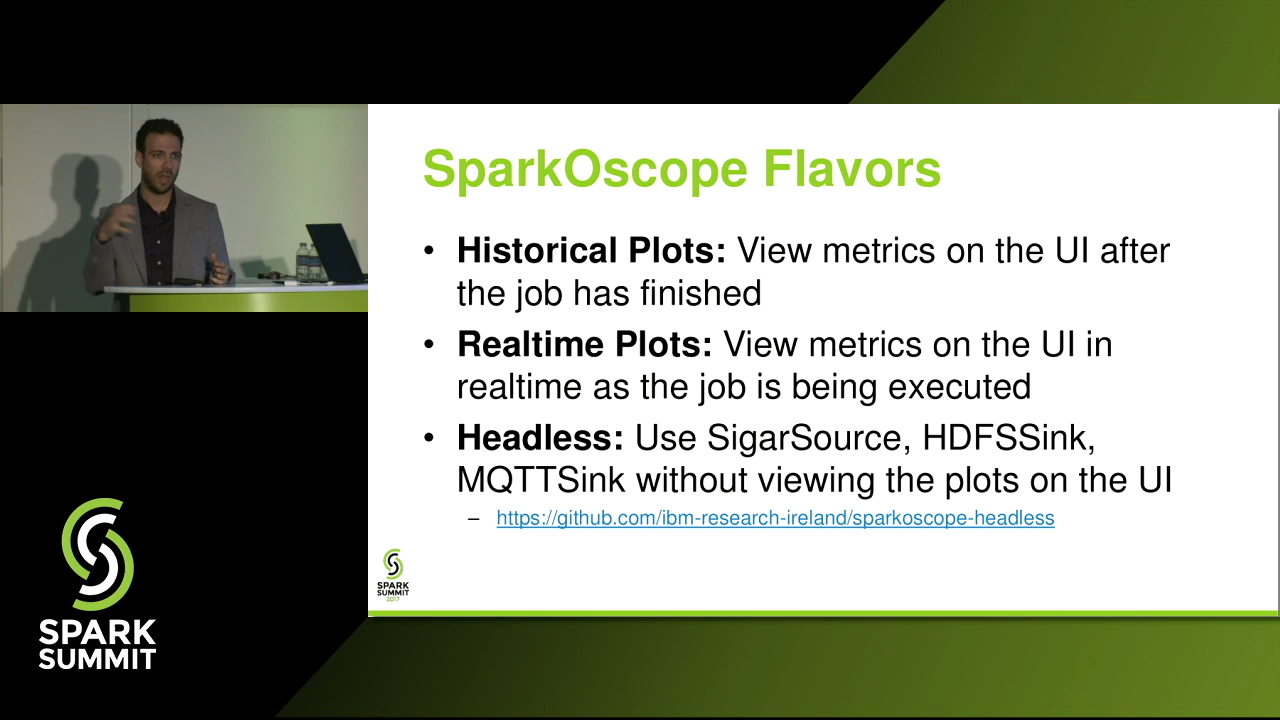 SparkOscope Flavors
• Historical Plots: View metrics on the UI after
the job has finished
• Realtime Plots: View metrics on the UI in
realtime as the job is being executed
• Headless: Use SigarSource, HDFSSink,
MQTTSink without viewing the plots on the UI
– https://github.com/ibm-research-ireland/sparkoscope-headless
SPARK
SUMMIT
2017
SPARK
SUMMIT